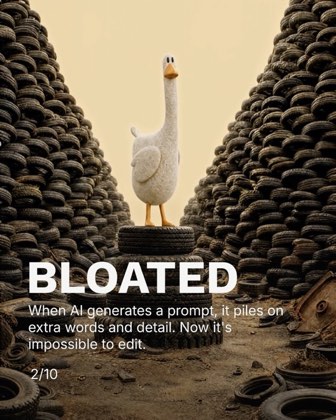 BLOATED
When AI generates a prompt, it piles on
extra words and detail. Now it's
impossible to edit.
2/10